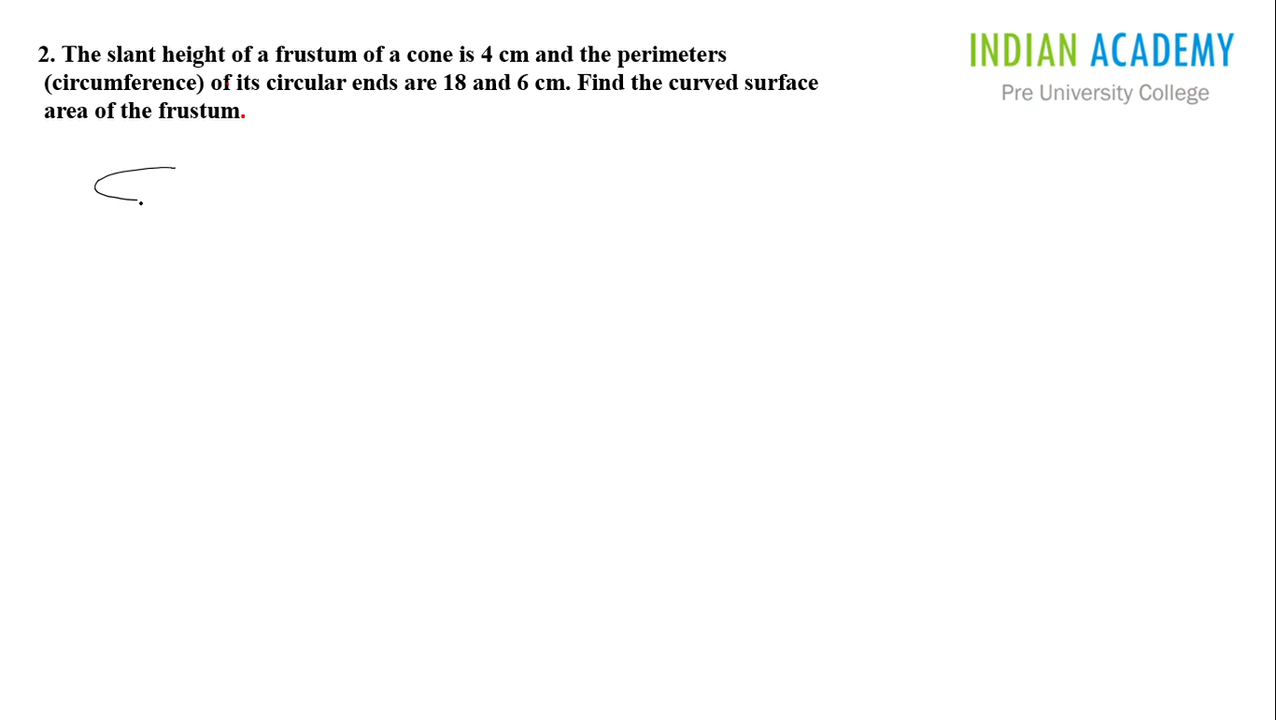 2. The slant height of a frustum of a cone is 4 cm and the perimeters
(circumference) of its circular ends are 18 and 6 cm. Find the curved surface
area of the frustum.
INDIAN ACADEMY
Pre University College